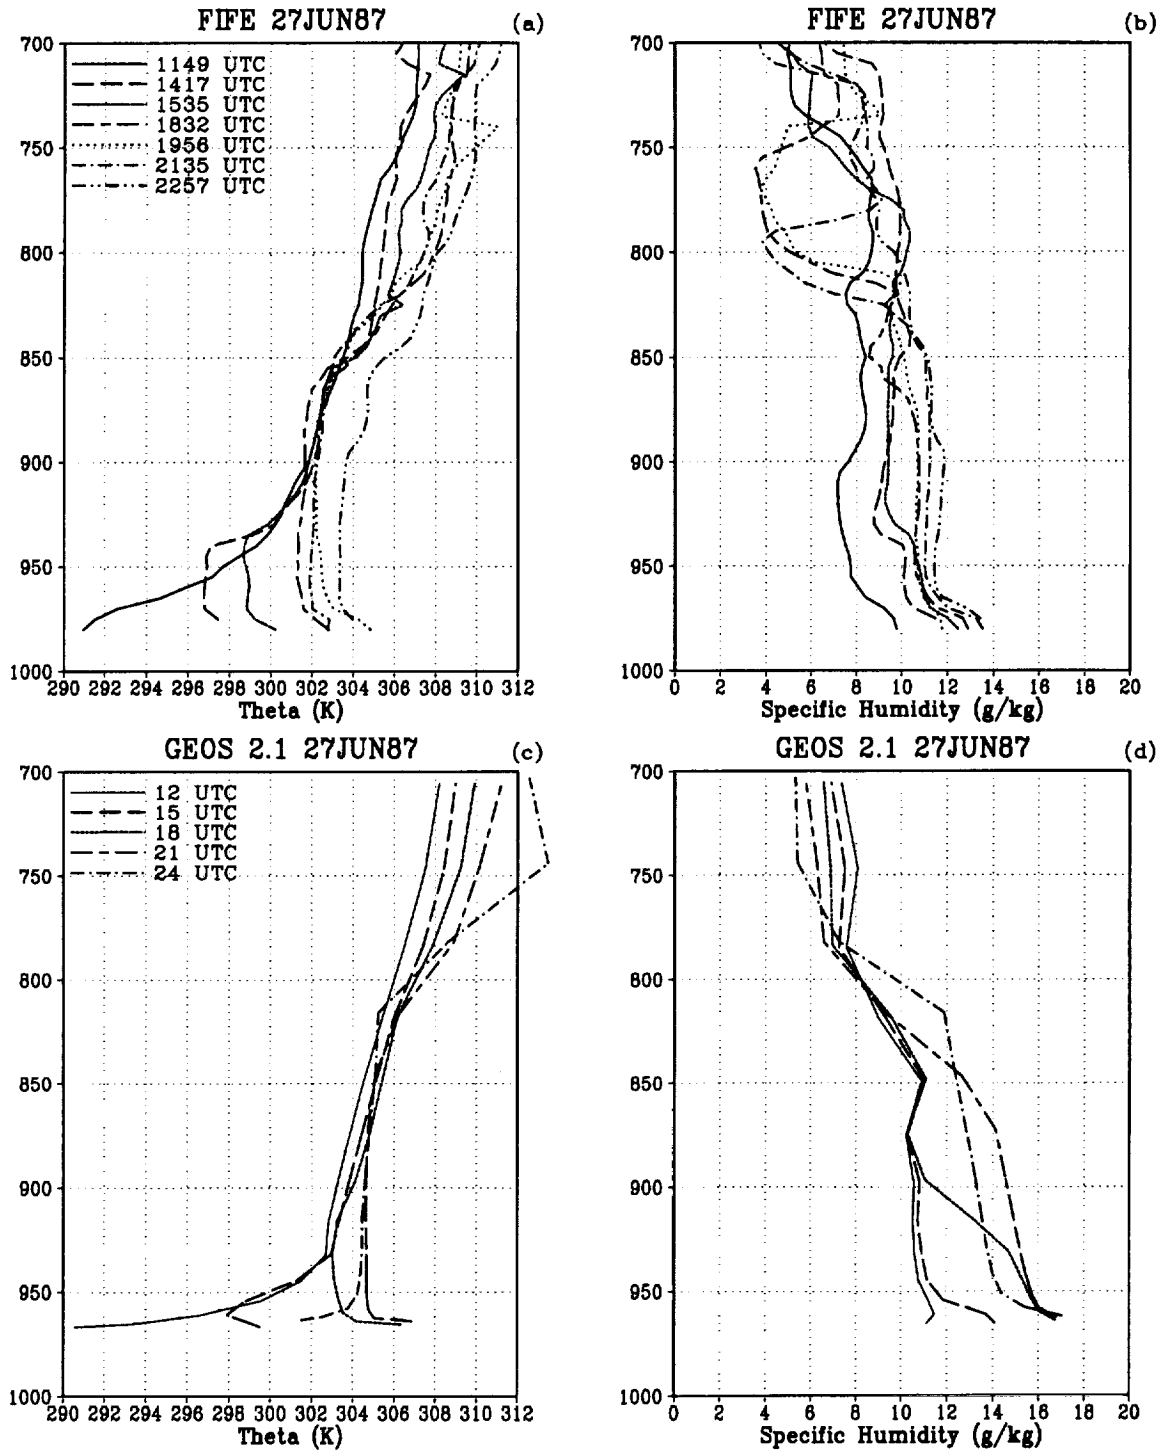 FIFE 27JUN87 (a)
700
750
800
850
900
950
1000
1149 UTC
1417 UTC
1535 UTC
1832 UTC
1956 UTC
2135 UTC
2257 UTC
290 292 294 296 298 300 302 304 306 308 310 312
Theta (K)
FIFE 27JUN87 (b)
700
750
800
850
900
950
1000
0 2 4 6 8 10 12 14 16 18 20
Specific Humidity (g/kg)
GEOS 2.1 27JUN87 (c)
700
750
800
850
900
950
1000
12 UTC
15 UTC
18 UTC
21 UTC
24 UTC
290 292 294 296 298 300 302 304 306 308 310 312
Theta (K)
GEOS 2.1 27JUN87 (d)
700
750
800
850
900
950
1000
0 2 4 6 8 10 12 14 16 18 20
Specific Humidity (g/kg)